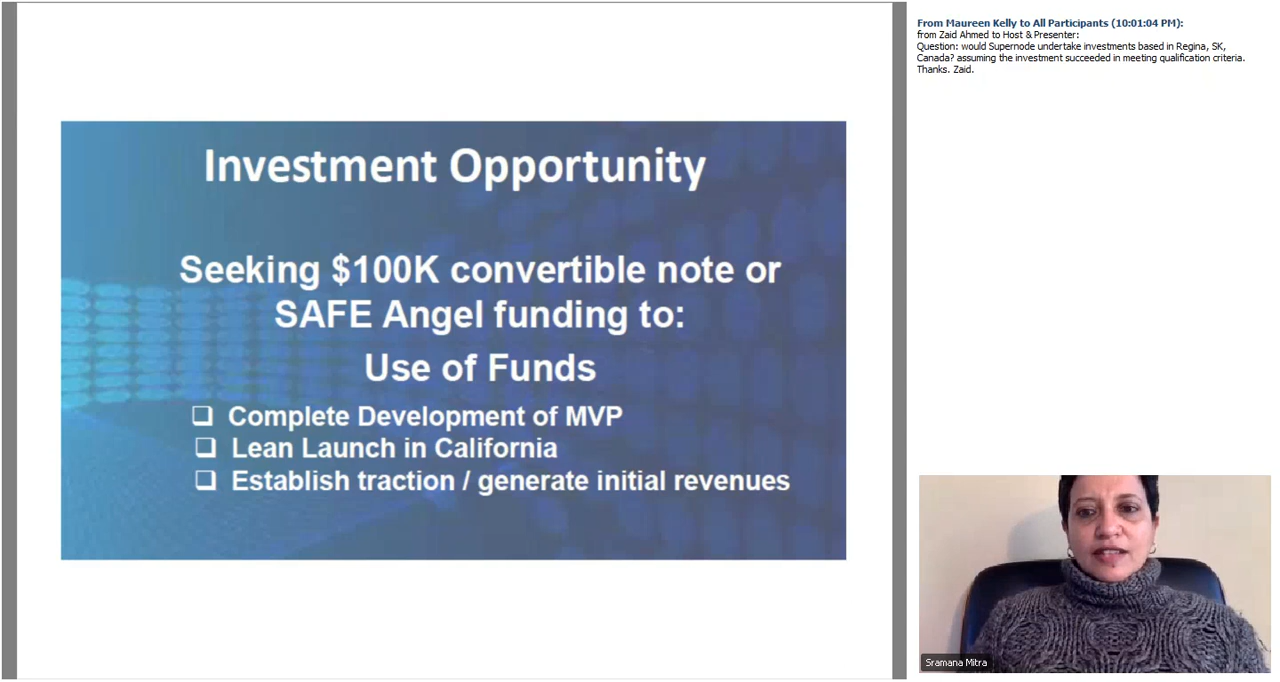 Investment Opportunity
Seeking $100K convertible note or
SAFE Angel funding to:
Use of Funds
Complete Development of MVP
Lean Launch in California
Establish traction / generate initial revenues
From Maureen Kelly to All Participants (10:01:04 PM):
from Zaid Ahmed to Host & Presenter:
Question: would Supernode undertake investments based in Regina, SK,
Canada? assuming the investment succeeded in meeting qualification criteria.
Thanks. Zaid.
Sramana Mitra